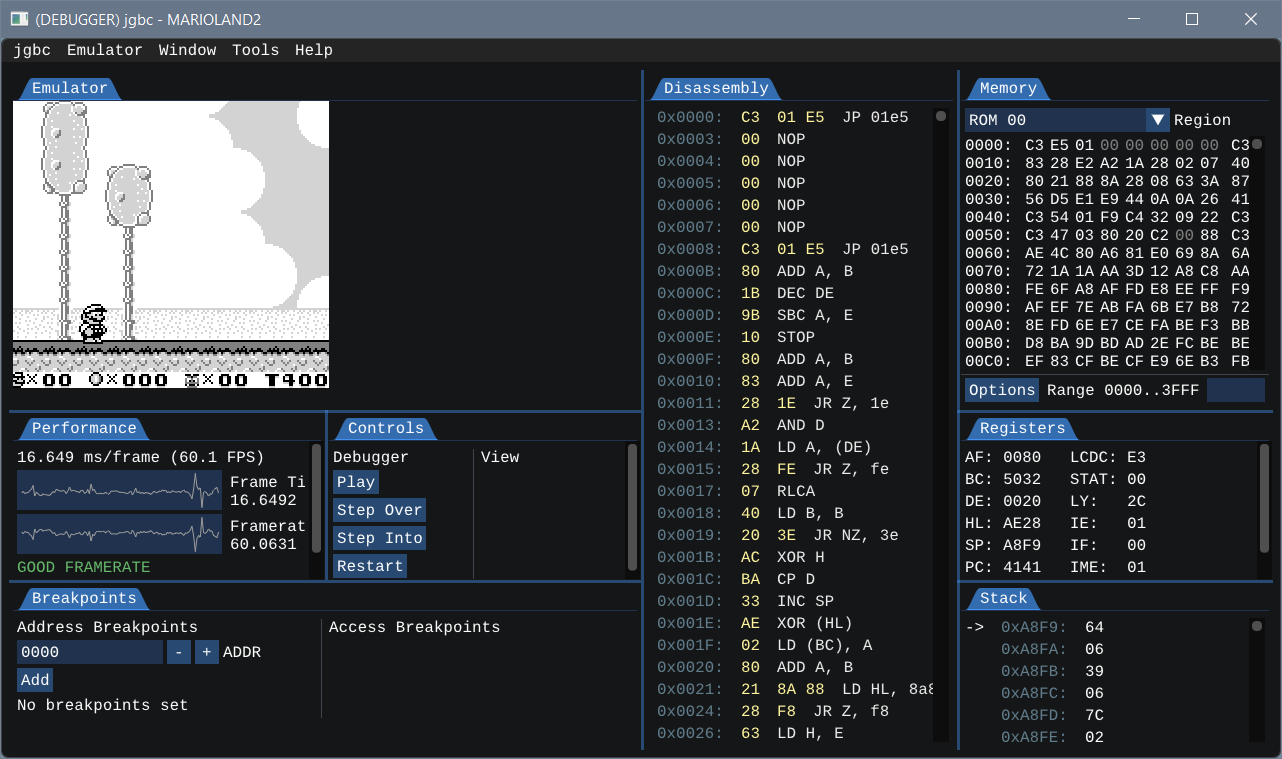 (DEBUGGER) jgbc - MARIOLAND2
jgbc Emulator Window Tools Help
Emulator
×00 ×000 ×00 T400
Performance
16.649 ms/frame (60.1 FPS)
Frame Ti
16.6492
Framerat
60.0631
GOOD FRAMERATE
Controls
Debugger
Play
Step Over
Step Into
Restart
View
Breakpoints
Address Breakpoints
0000 - + ADDR
Add
No breakpoints set
Access Breakpoints
Disassembly
0x0000: C3 01 E5 JP 01e5
0x0003: 00 NOP
0x0004: 00 NOP
0x0005: 00 NOP
0x0006: 00 NOP
0x0007: 00 NOP
0x0008: C3 01 E5 JP 01e5
0x000B: 80 ADD A, B
0x000C: 1B DEC DE
0x000D: 9B SBC A, E
0x000E: 10 STOP
0x000F: 80 ADD A, B
0x0010: 83 ADD A, E
0x0011: 28 1E JR Z, 1e
0x0013: A2 AND D
0x0014: 1A LD A, (DE)
0x0015: 28 FE JR Z, fe
0x0017: 07 RLCA
0x0018: 40 LD B, B
0x0019: 20 3E JR NZ, 3e
0x001B: AC XOR H
0x001C: BA CP D
0x001D: 33 INC SP
0x001E: AE XOR (HL)
0x001F: 02 LD (BC), A
0x0020: 80 ADD A, B
0x0021: 21 8A 88 LD HL, 8a8
0x0024: 28 F8 JR Z, f8
0x0026: 63 LD H, E
Memory
ROM 00 Region
0000: C3 E5 01 00 00 00 00 00 C3
0010: 83 28 E2 A2 1A 28 02 07 40
0020: 80 21 88 8A 28 08 63 3A 87
0030: 56 D5 E1 E9 44 0A 0A 26 41
0040: C3 54 01 F9 C4 32 09 22 C3
0050: C3 47 03 80 20 C2 00 88 C3
0060: AE 4C 80 A6 81 E0 69 8A 6A
0070: 72 1A 1A AA 3D 12 A8 C8 AA
0080: FE 6F A8 AF FD E8 EE FF F9
0090: AF EF 7E AB FA 6B E7 B8 72
00A0: 8E FD 6E E7 CE FA BE F3 BB
00B0: D8 BA 9D BD AD 2E FC BE BE
00C0: EF 83 CF BE CF E9 6E B3 FB
Options Range 0000..3FFF
Registers
AF: 0080 LCDC: E3
BC: 5032 STAT: 00
DE: 0020 LY: 2C
HL: AE28 IE: 01
SP: A8F9 IF: 00
PC: 4141 IME: 01
Stack
-> 0xA8F9: 64
0xA8FA: 06
0xA8FB: 39
0xA8FC: 06
0xA8FD: 7C
0xA8FE: 02